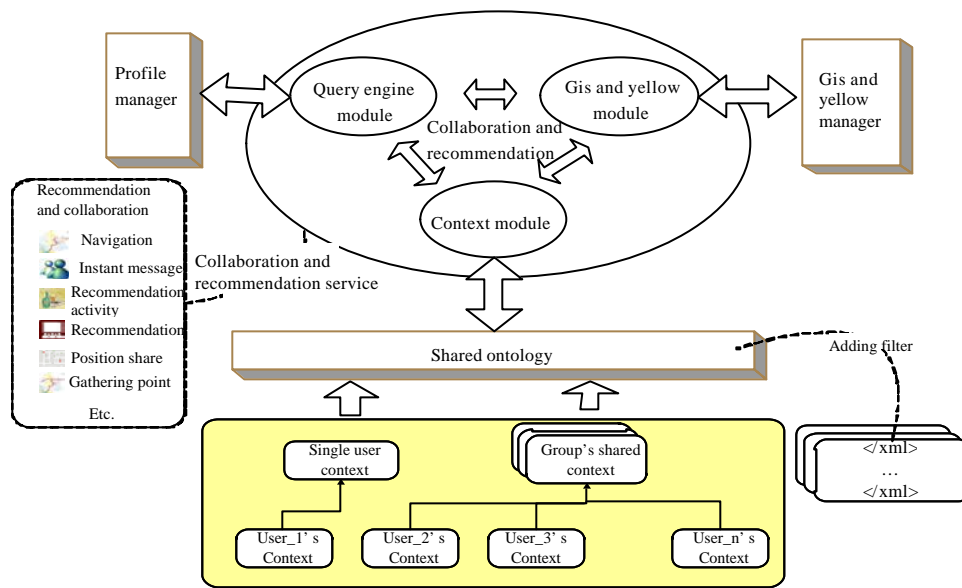 Profile
manager
Query engine
module
Gis and yellow
module
Gis and
yellow
manager
Collaboration and
recommendation
Context module
Recommendation
and collaboration
Navigation
Instant message
Recommendation
activity
Recommendation
Position share
Gathering point
Etc.
Collaboration and
recommendation service
Shared ontology
Adding filter
Single user
context
Group's shared
context
</xml>
...
</xml>
User_1' s
Context
User_2' s
Context
User_3' s
Context
User_n' s
Context